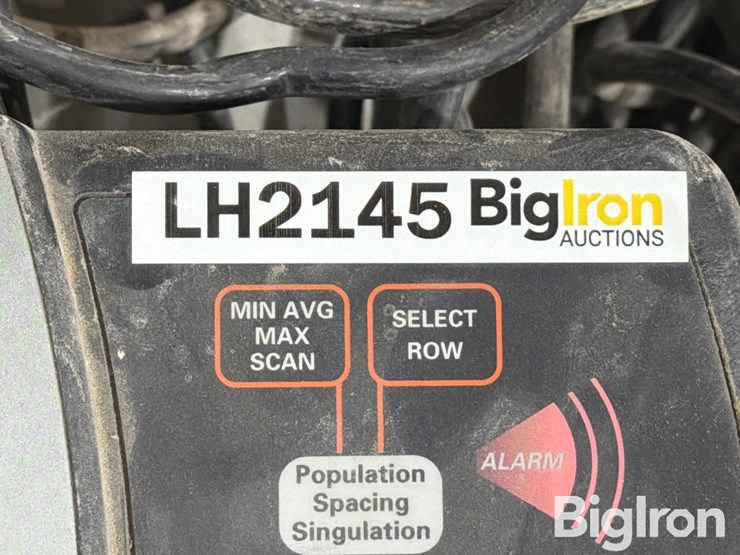 LH2145 BigIron
AUCTIONS
MIN AVG
MAX
SCAN
SELECT
ROW
ALARM
Population
Spacing
Singulation
BigIron